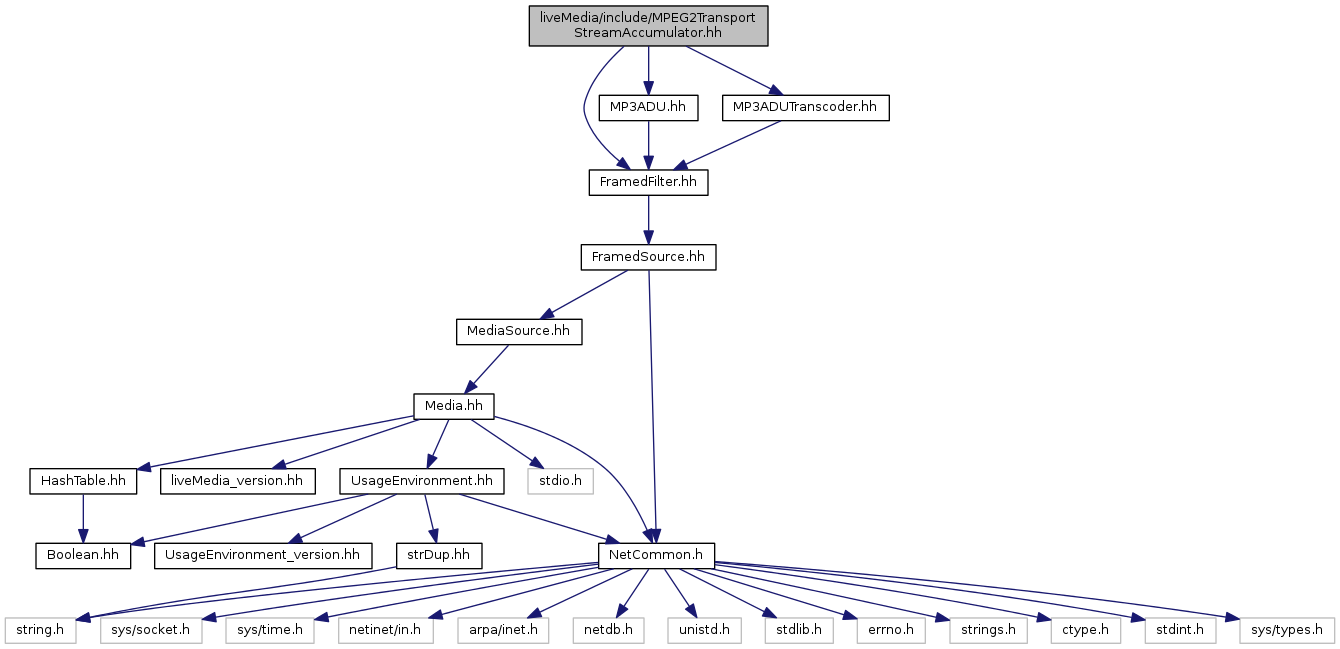 liveMedia/include/MPEG2Transport
StreamAccumulator.hh
MP3ADU.hh
MP3ADUTranscoder.hh
FramedFilter.hh
FramedSource.hh
MediaSource.hh
Media.hh
HashTable.hh
liveMedia_version.hh
UsageEnvironment.hh
stdio.h
Boolean.hh
UsageEnvironment_version.hh
strDup.hh
NetCommon.h
string.h
sys/socket.h
sys/time.h
netinet/in.h
arpa/inet.h
netdb.h
unistd.h
stdlib.h
errno.h
strings.h
ctype.h
stdint.h
sys/types.h